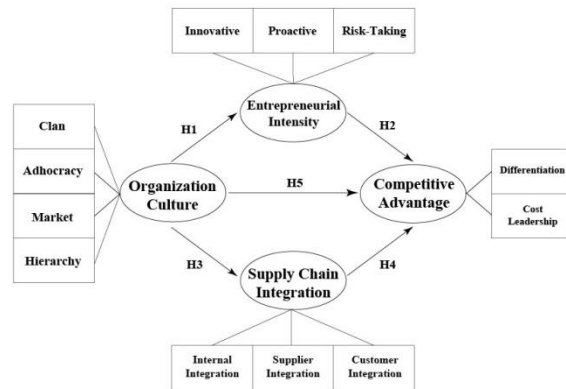 Innovative Proactive Risk-Taking
Entrepreneurial
Intensity
Clan
Adhocracy
Market
Hierarchy
H1
H2
Organization
Culture
H5
Competitive
Advantage
Differentiation
Cost
Leadership
H3
H4
Supply Chain
Integration
Internal
Integration
Supplier
Integration
Customer
Integration